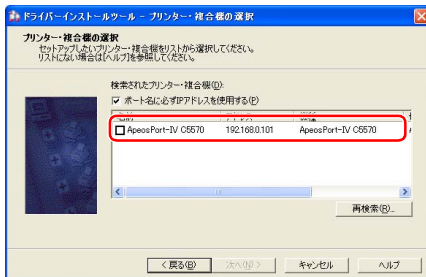 ドライバーインストールツール - プリンター・複合機の選択
プリンター・複合機の選択
セットアップしたいプリンター・複合機をリストから選択してください。
リストにない場合は[ヘルプ]を参照してください。
検索されたプリンター・複合機(D):
ポート名に必ずIPアドレスを使用する(P)
ApeosPort-IV C5570 192.168.0.101 ApeosPort-IV C5570
再検索(R)...
< 戻る(B) 次へ(N) > キャンセル ヘルプ